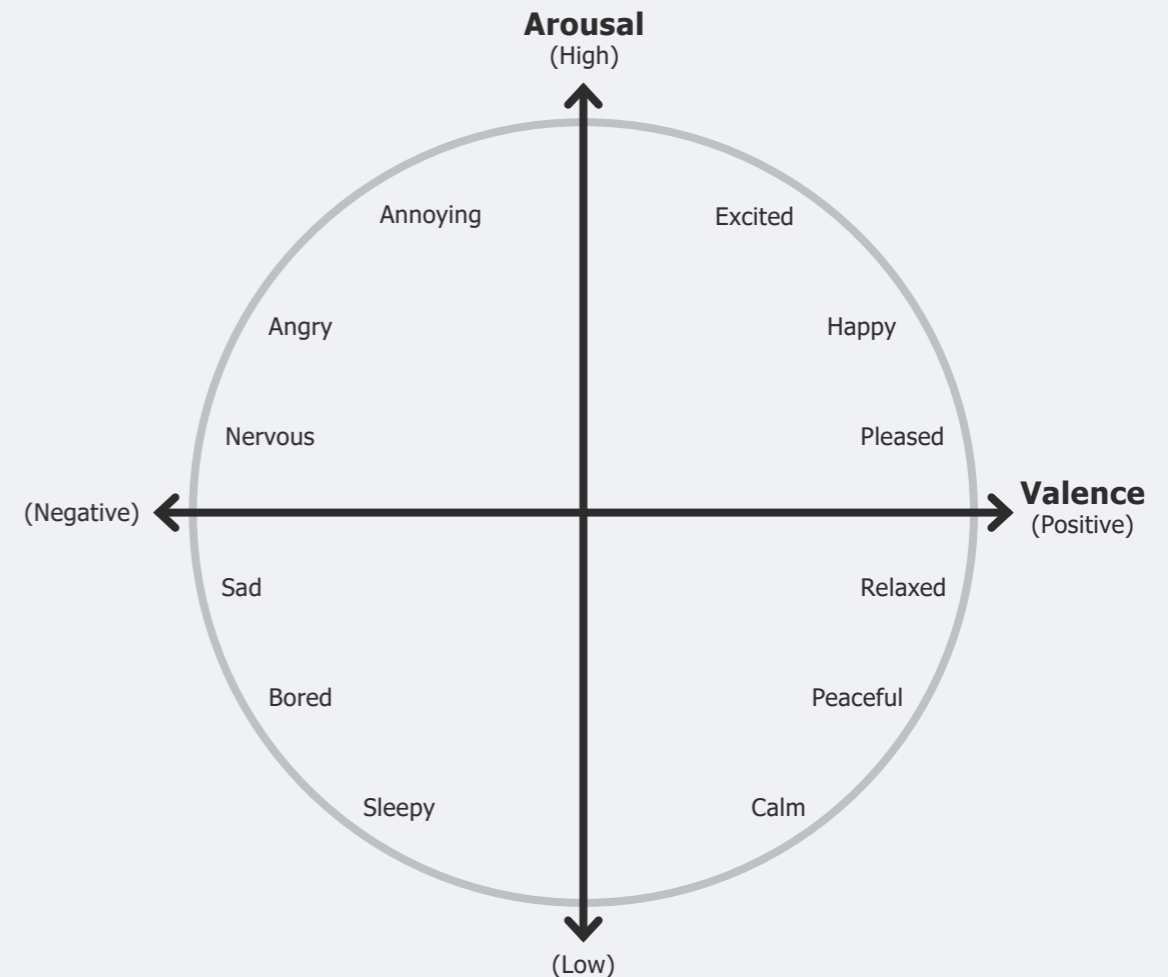 Arousal
(High)
Annoying
Excited
Angry
Happy
Nervous
Pleased
(Negative)
Valence
(Positive)
Sad
Relaxed
Bored
Peaceful
Sleepy
Calm
(Low)